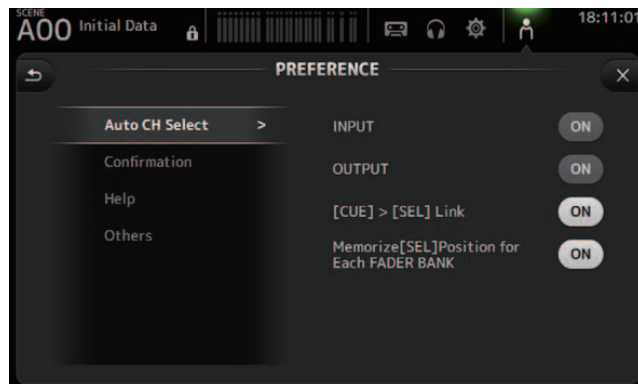 SCENE
A00 Initial Data
18:11:01
PREFERENCE
Auto CH Select >
INPUT ON
Confirmation
OUTPUT ON
Help
[CUE] > [SEL] Link ON
Others
Memorize[SEL]Position for
Each FADER BANK ON